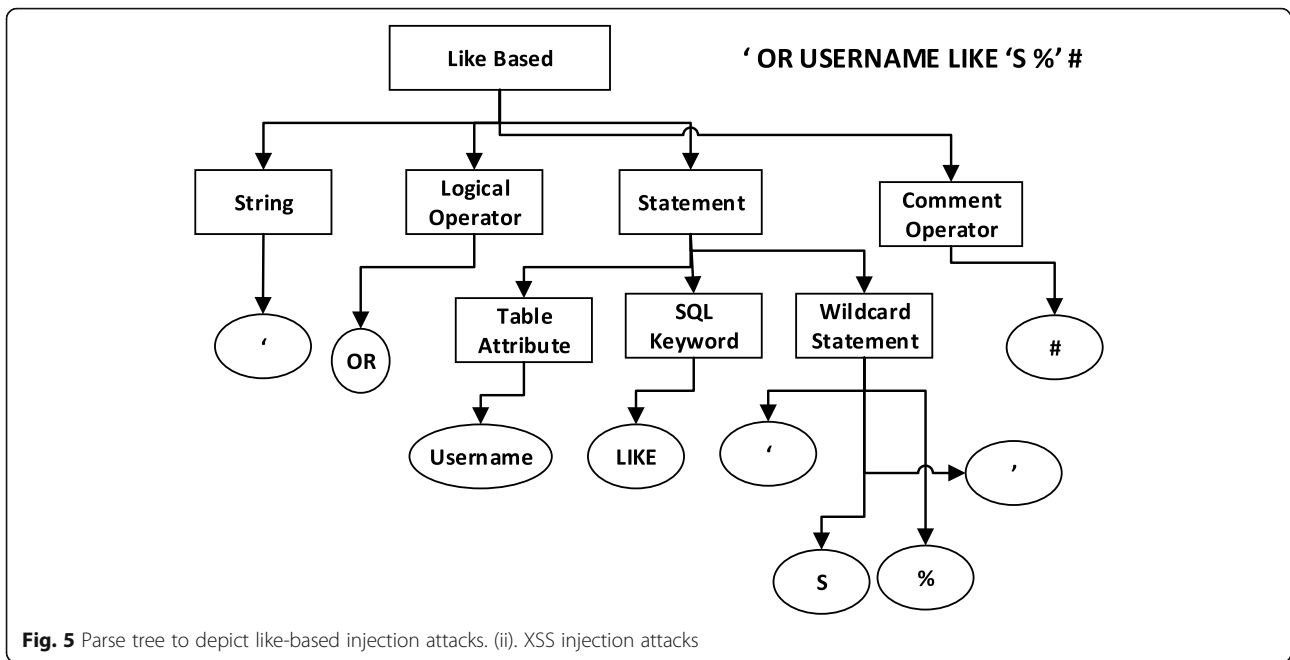 Like Based
‘ OR USERNAME LIKE ‘S %’ #
String
Logical
Operator
Statement
Comment
Operator
Table
Attribute
SQL
Keyword
Wildcard
Statement
‘
OR
#
Username
LIKE
‘
’
S
%
Fig. 5 Parse tree to depict like-based injection attacks. (ii). XSS injection attacks